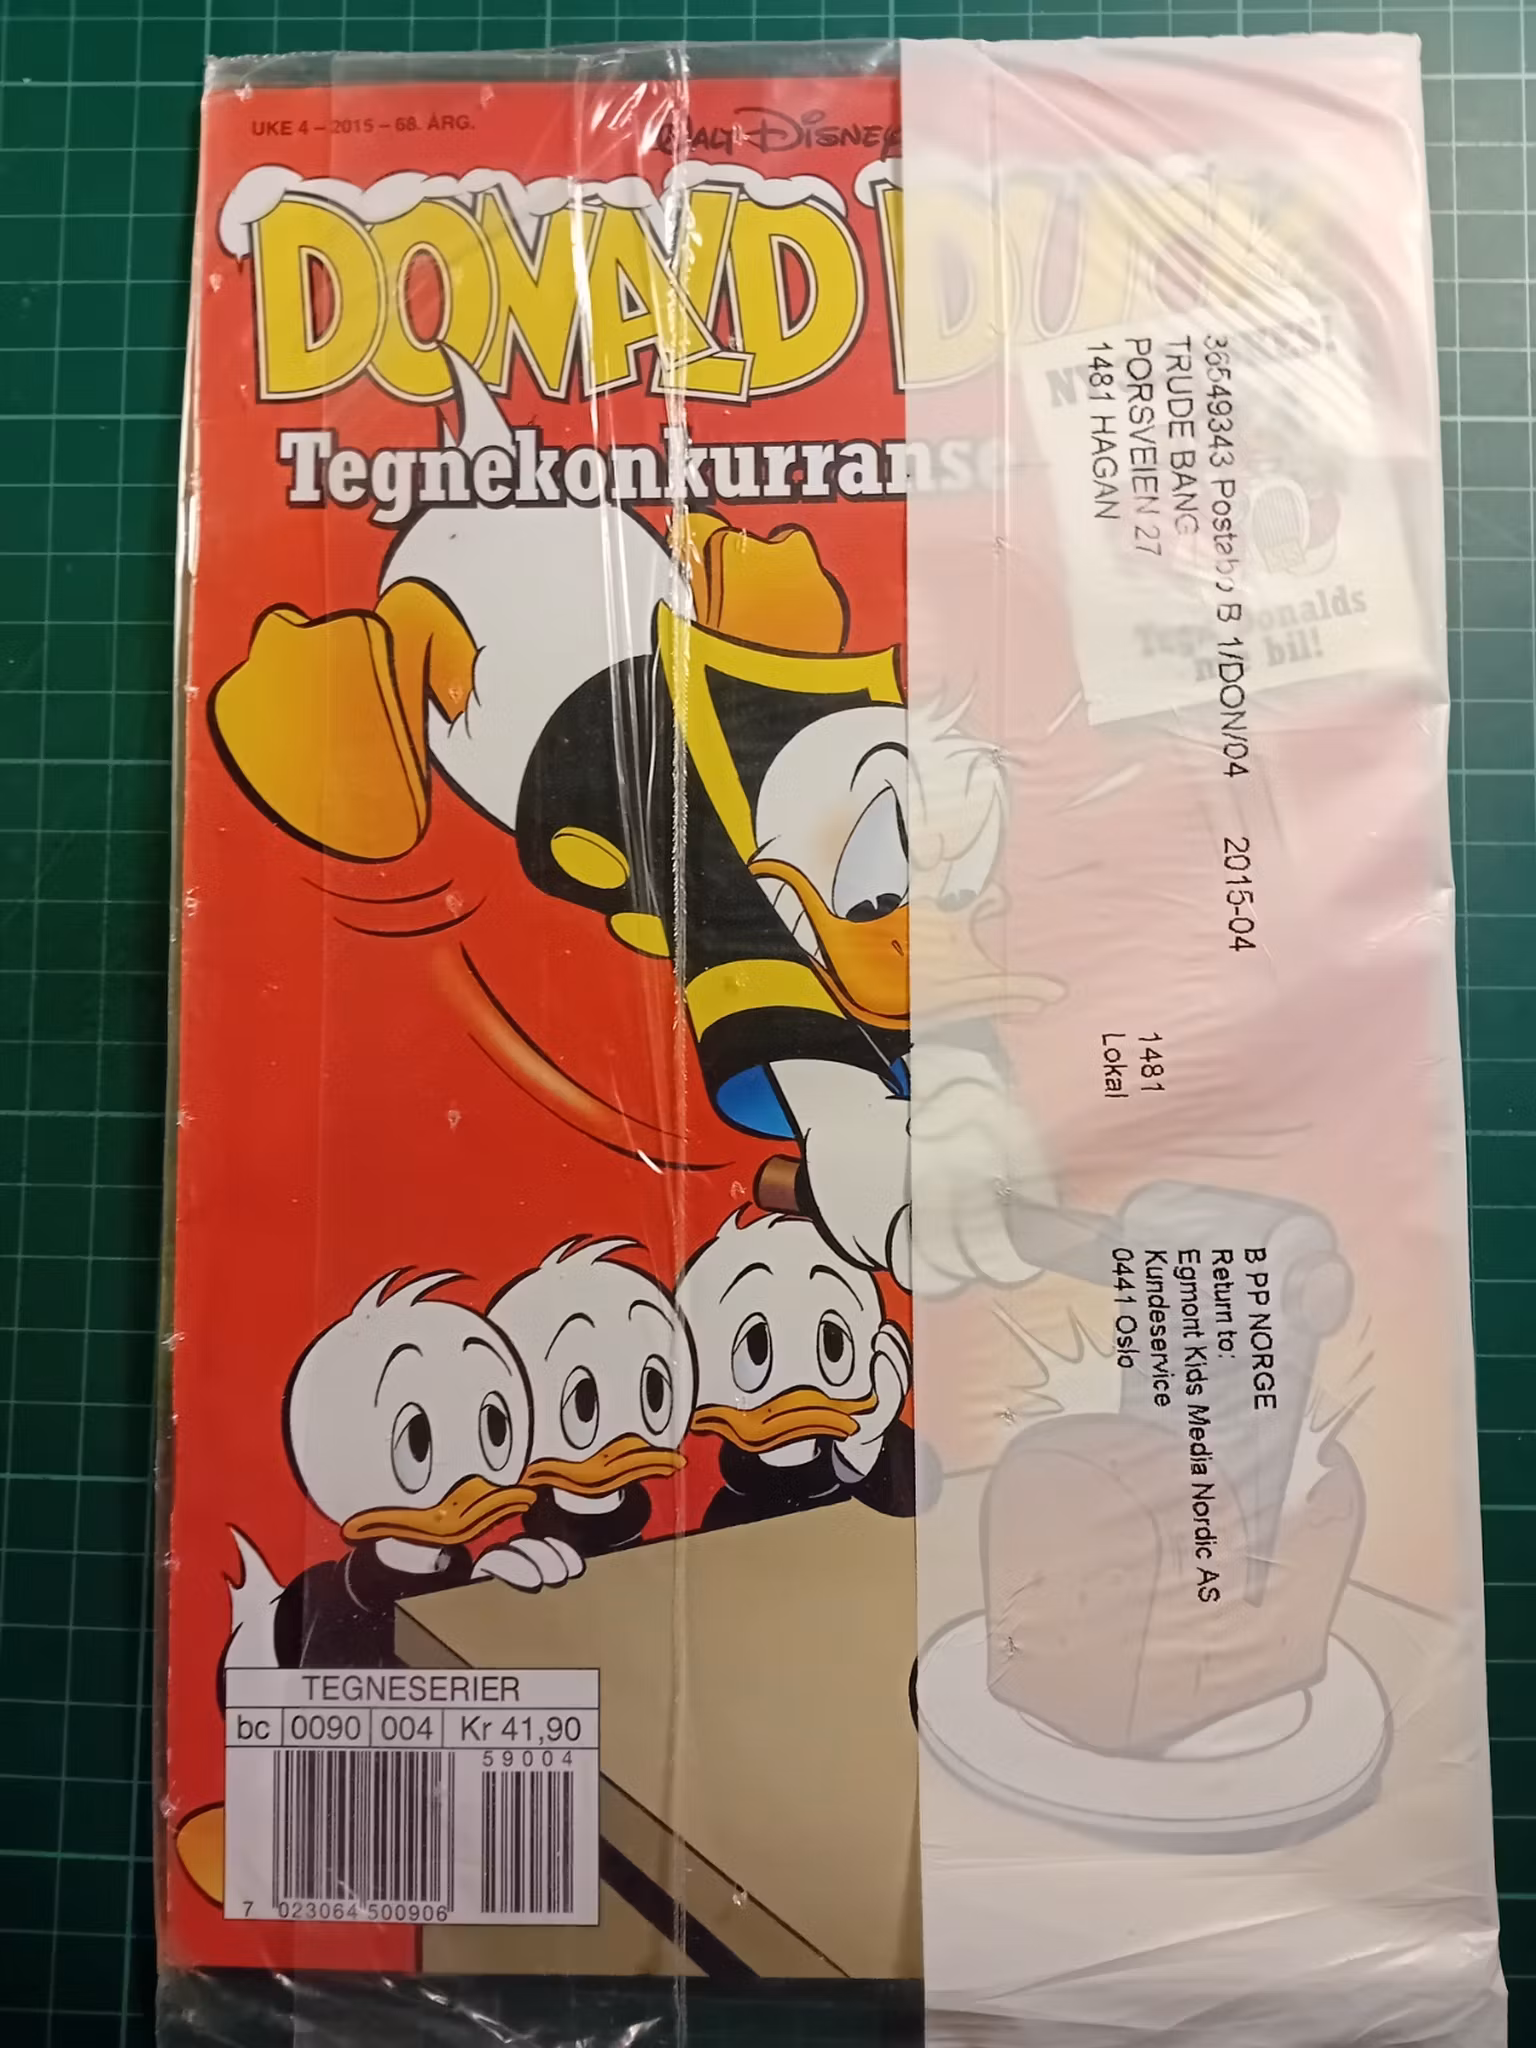 UKE 4 – 2015 – 68. ÅRG.
WALT DISNEY
DONALD DUCK
Tegnekonkurranse
Donalds
bil!
3654934 3 Postabo B 1/DON/04 2015-04
TRUDE BANG
PORSVEIEN 27
1481 HAGAN
1481
Lokal
B PP NORGE
Return to:
Egmont Kids Media Nordic AS
Kundeservice
0441 Oslo
TEGNESERIER
bc 0090 004 Kr 41,90
59004
7 023064 500906